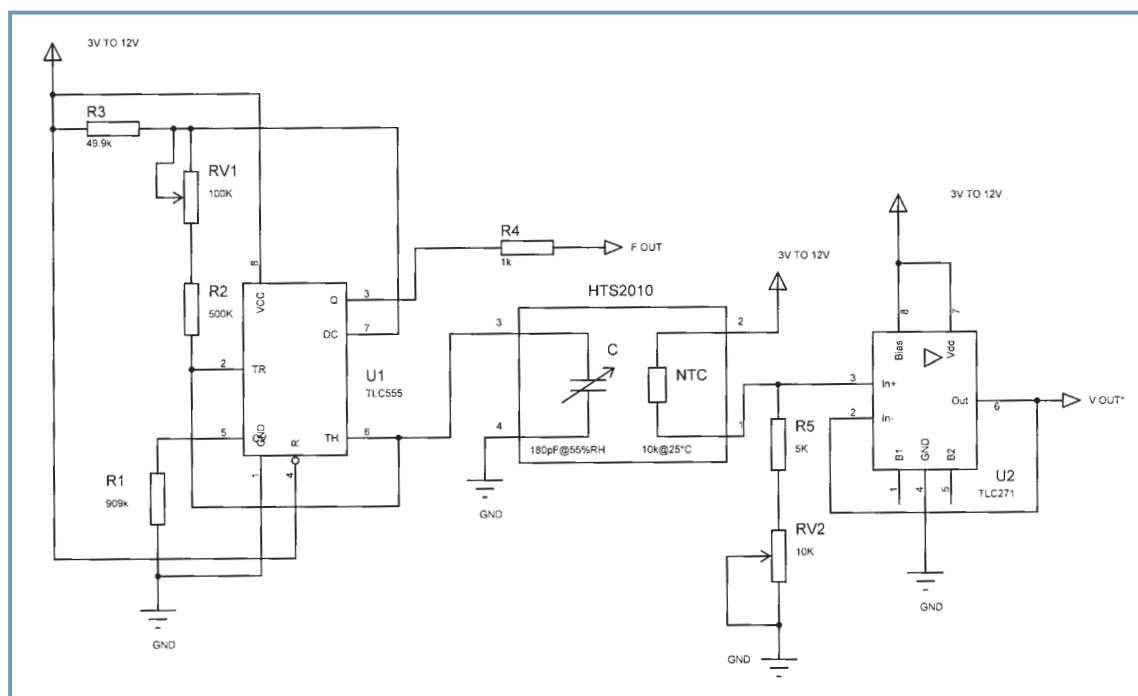 3V TO 12V
R3
49.9k
RV1
100K
R2
500K
8
VCC
Q
3
DC
7
2
TR
U1
TLC555
5
CV
GND
R
TH
6
1
4
R1
909k
GND
R4
1k
F OUT
HTS2010
3V TO 12V
3
2
C
NTC
4
1
180pF@55%RH
10k@25°C
GND
R5
5K
RV2
10K
GND
3V TO 12V
8
7
Bias
Vdd
3
In+
2
In-
Out
6
V OUT*
B1
GND
B2
1
4
5
U2
TLC271
GND